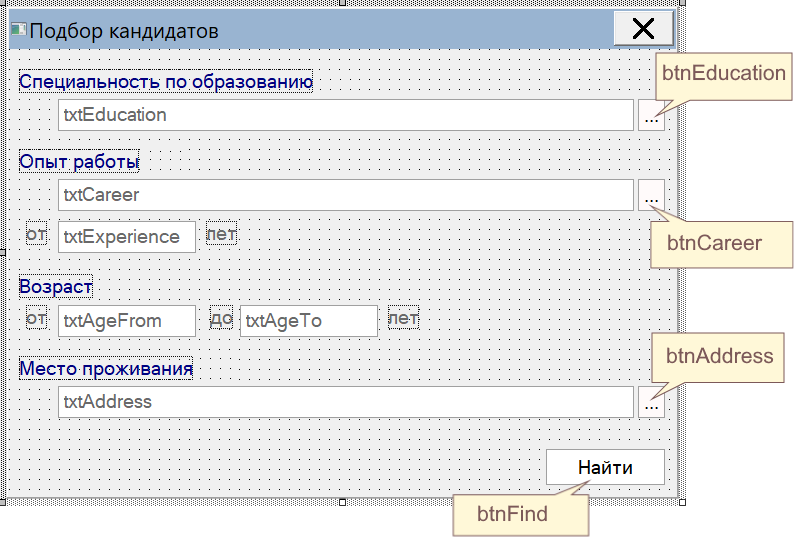 Подбор кандидатов
Специальность по образованию
btnEducation
txtEducation
...
Опыт работы
txtCareer
...
от txtExperience лет
btnCareer
Возраст
от txtAgeFrom до txtAgeTo лет
btnAddress
Место проживания
txtAddress
...
Найти
btnFind